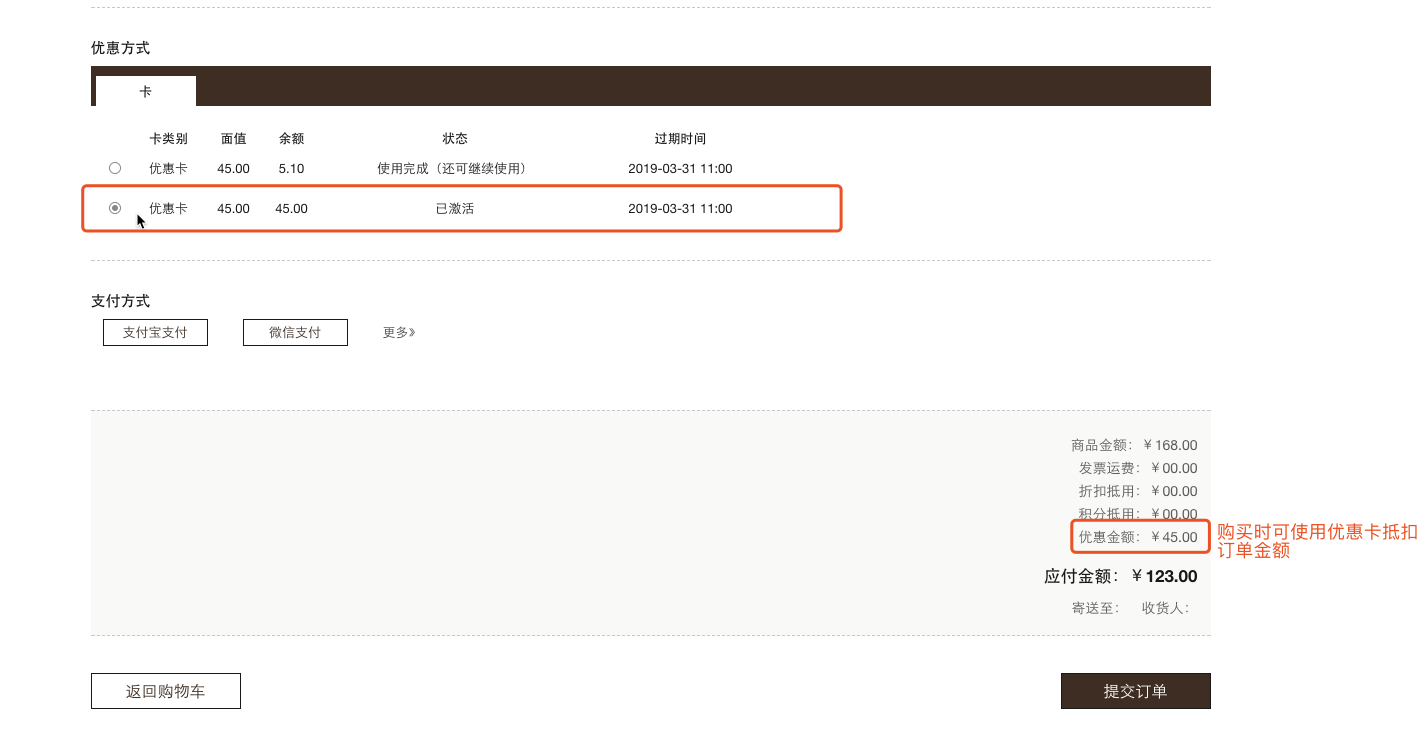 优惠方式
卡
卡类别 面值 余额 状态 过期时间
优惠卡 45.00 5.10 使用完成（还可继续使用） 2019-03-31 11:00
优惠卡 45.00 45.00 已激活 2019-03-31 11:00
支付方式
支付宝支付 微信支付 更多》
商品金额：￥168.00
发票运费：￥00.00
折扣抵用：￥00.00
积分抵用：￥00.00
优惠金额：￥45.00
购买时可使用优惠卡抵扣
订单金额
应付金额：￥123.00
寄送至： 收货人：
返回购物车 提交订单